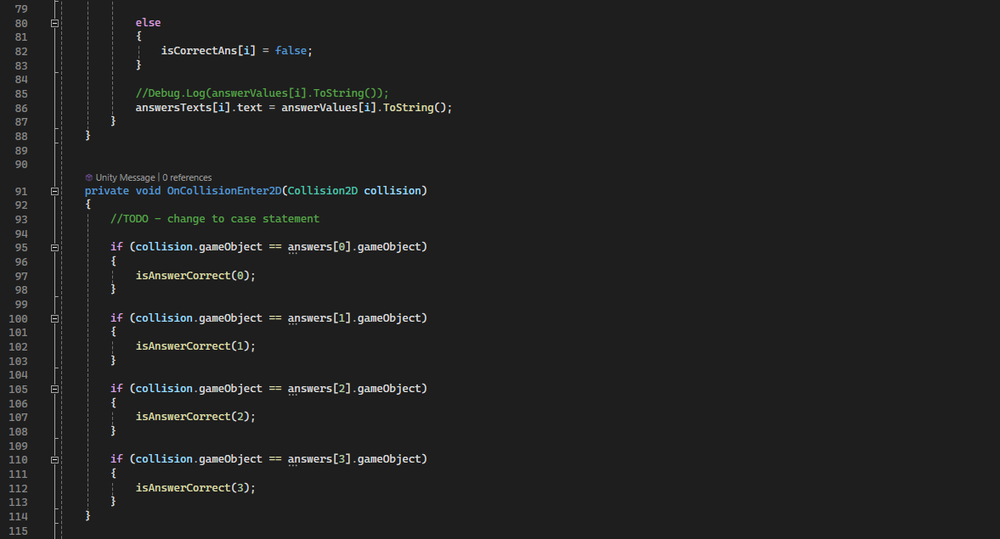 79
80 else
81 {
82 isCorrectAns[i] = false;
83 }
84
85 //Debug.Log(answerValues[i].ToString());
86 answersTexts[i].text = answerValues[i].ToString();
87 }
88 }
89
90
Unity Message | 0 references
91 private void OnCollisionEnter2D(Collision2D collision)
92 {
93 //TODO - change to case statement
94
95 if (collision.gameObject == answers[0].gameObject)
96 {
97 isAnswerCorrect(0);
98 }
99
100 if (collision.gameObject == answers[1].gameObject)
101 {
102 isAnswerCorrect(1);
103 }
104
105 if (collision.gameObject == answers[2].gameObject)
106 {
107 isAnswerCorrect(2);
108 }
109
110 if (collision.gameObject == answers[3].gameObject)
111 {
112 isAnswerCorrect(3);
113 }
114 }
115